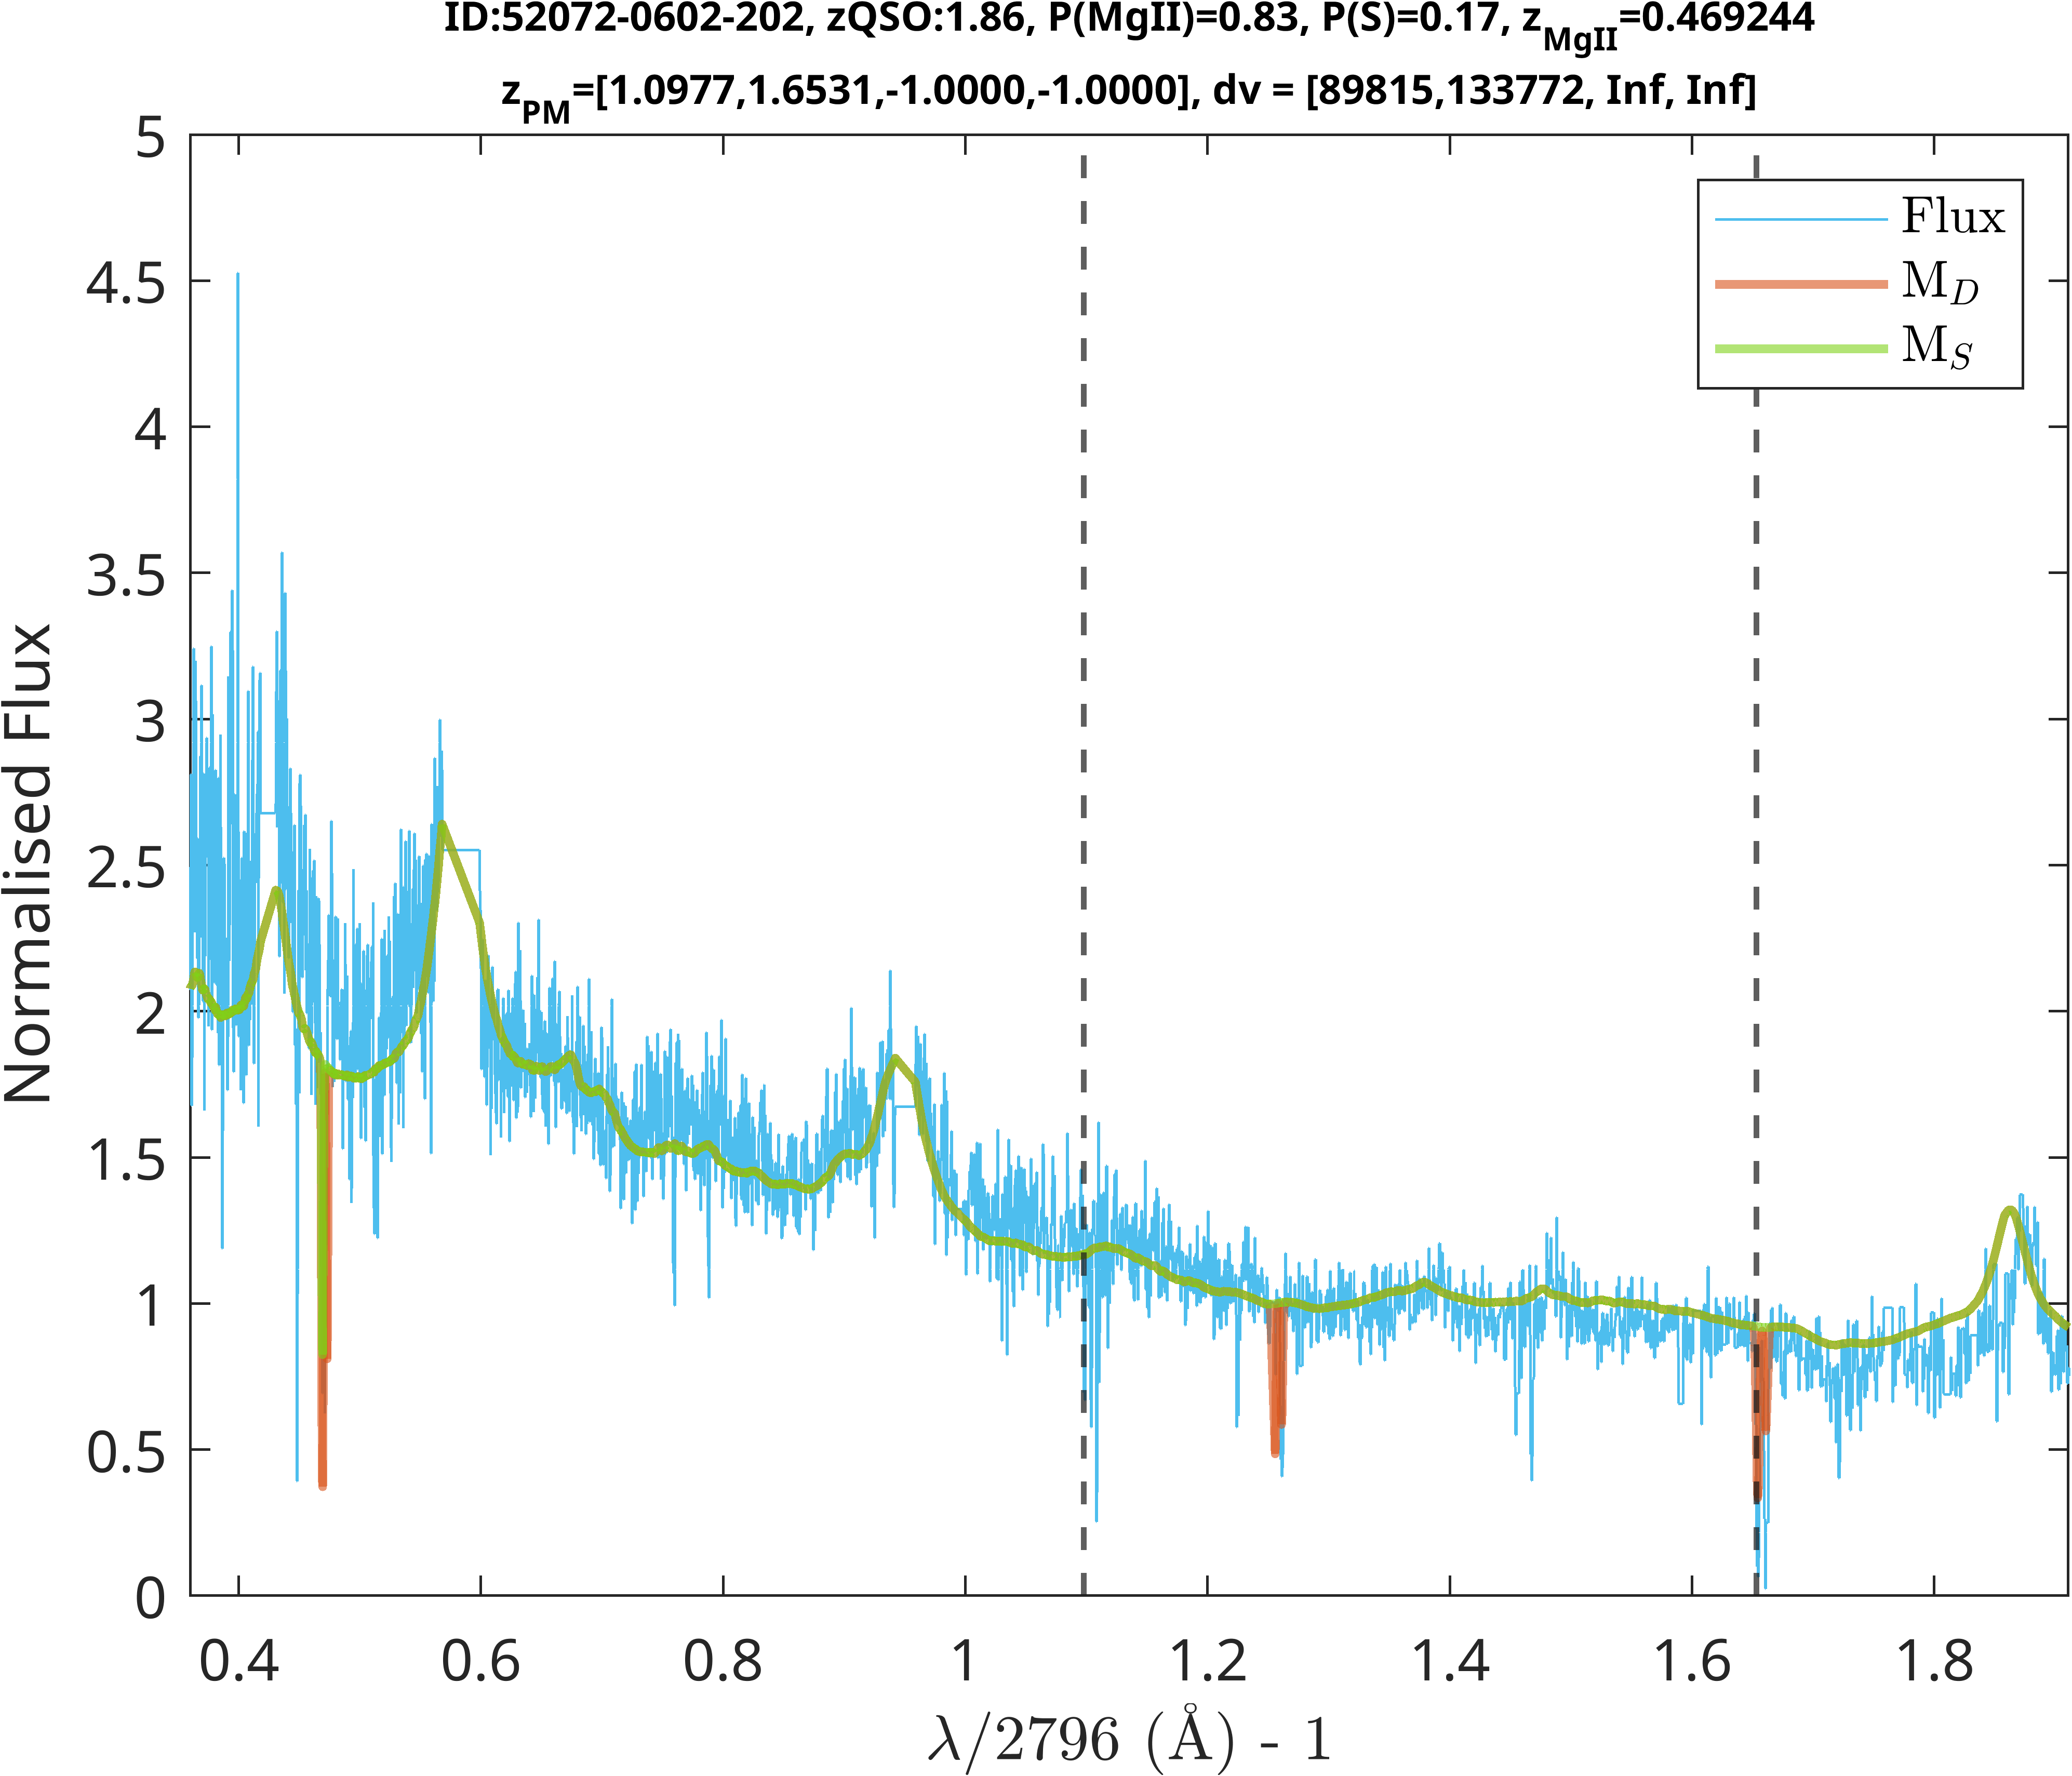 ID:52072-0602-202, zQSO:1.86, P(MgII)=0.83, P(S)=0.17, zMgII=0.469244
zPM=[1.0977,1.6531,-1.0000,-1.0000], dv = [89815,133772, Inf, Inf]
5
4.5
4
3.5
3
2.5
2
1.5
1
0.5
0
Normalised Flux
Flux
MD
MS
0.4 0.6 0.8 1 1.2 1.4 1.6 1.8
λ/2796 (Å) - 1